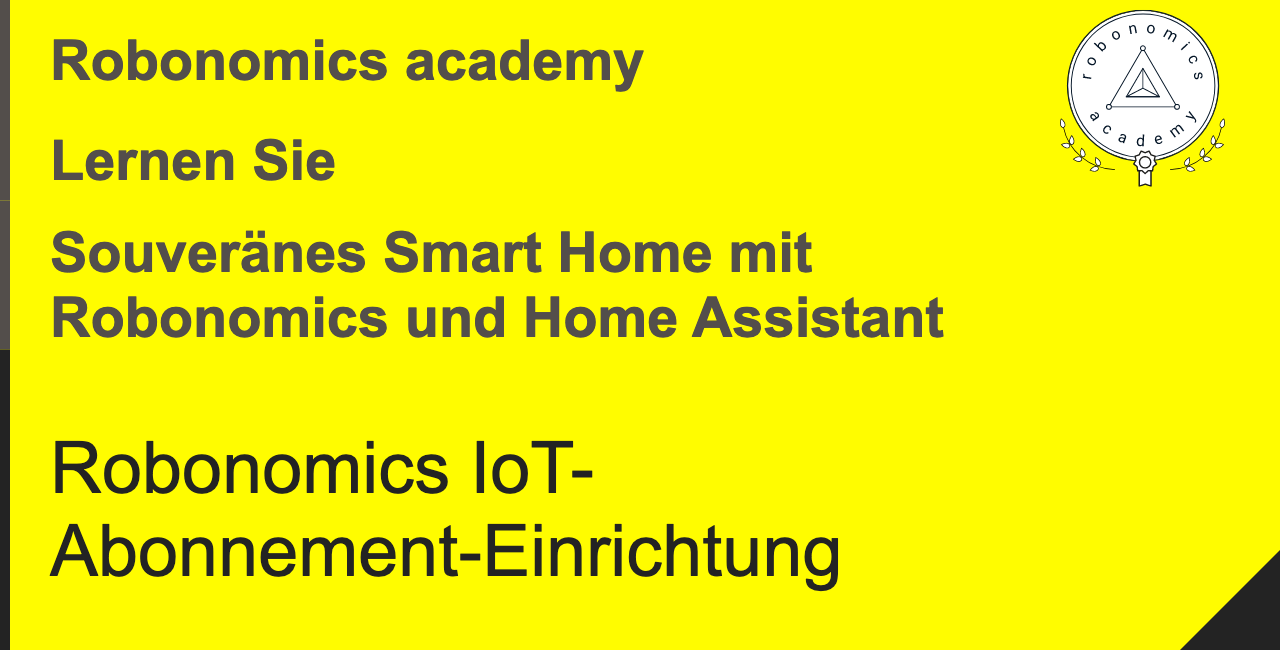 Robonomics academy
robonomics
academy
Lernen Sie
Souveränes Smart Home mit
Robonomics und Home Assistant
Robonomics IoT-
Abonnement-Einrichtung